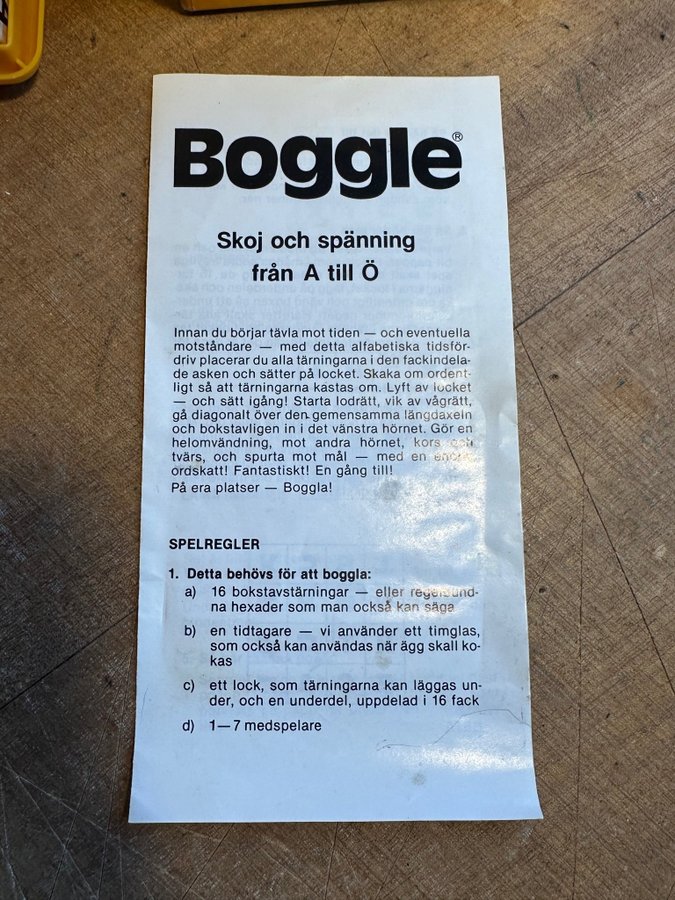 Boggle®
Skoj och spänning
från A till Ö
Innan du börjar tävla mot tiden — och eventuella
motståndare — med detta alfabetiska tidsför-
driv placerar du alla tärningarna i den fackindela-
de asken och sätter på locket. Skaka om ordent-
ligt så att tärningarna kastas om. Lyft av locket
— och sätt igång! Starta lodrätt, vik av vågrätt,
gå diagonalt över den gemensamma längdaxeln
och bokstavligen in i det vänstra hörnet. Gör en
helomvändning, mot andra hörnet, kors och
tvärs, och spurta mot mål — med en
ordskatt! Fantastiskt! En gång till!
På era platser — Boggla!
SPELREGLER
1. Detta behövs för att boggla:
a) 16 bokstavstärningar — eller
na hexader som man också kan säga
b) en tidtagare — vi använder ett timglas,
som också kan användas när ägg skall ko-
kas
c) ett lock, som tärningarna kan läggas un-
der, och en underdel, uppdelad i 16 fack
d) 1—7 medspelare